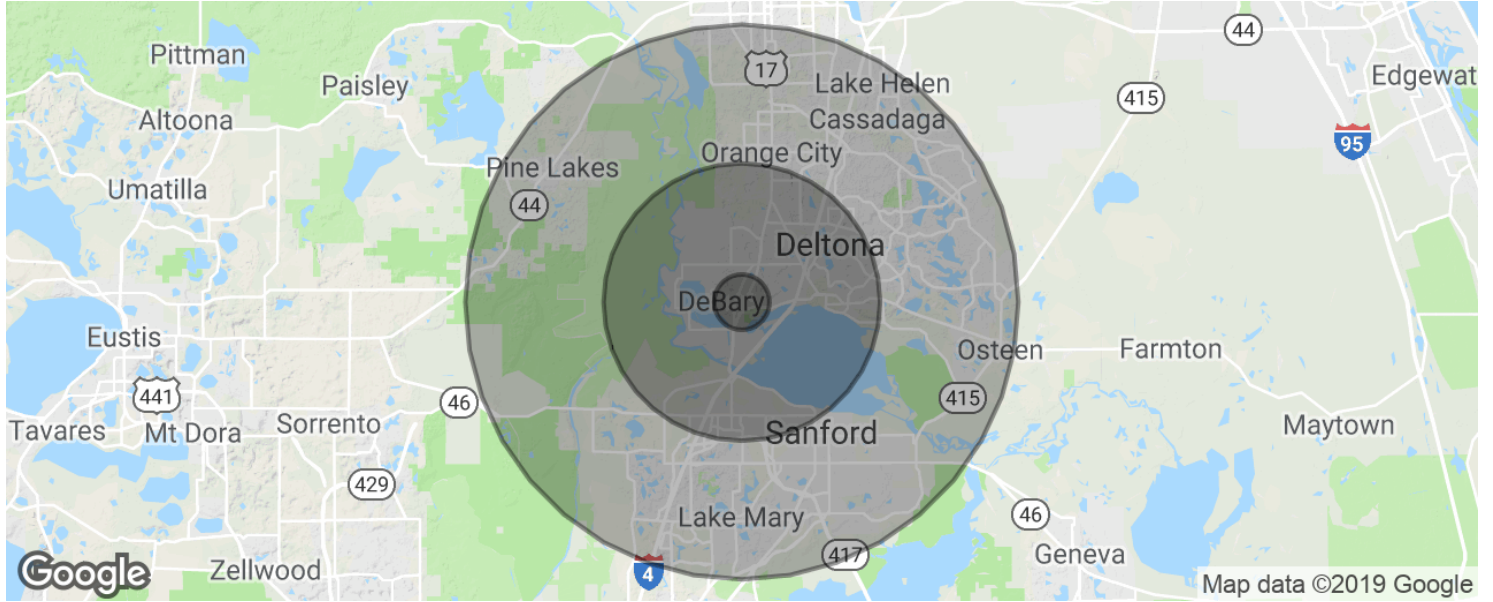 44
Pittman
17
Edgewat
Paisley
Lake Helen
415
Altoona
Cassadaga
95
Orange City
Pine Lakes
Umatilla
44
Deltona
DeBary
Eustis
Osteen
Farmton
441
46
415
Tavares
Mt Dora
Sorrento
Sanford
Maytown
429
46
Lake Mary
417
Geneva
Google
Zellwood
4
Map data ©2019 Google